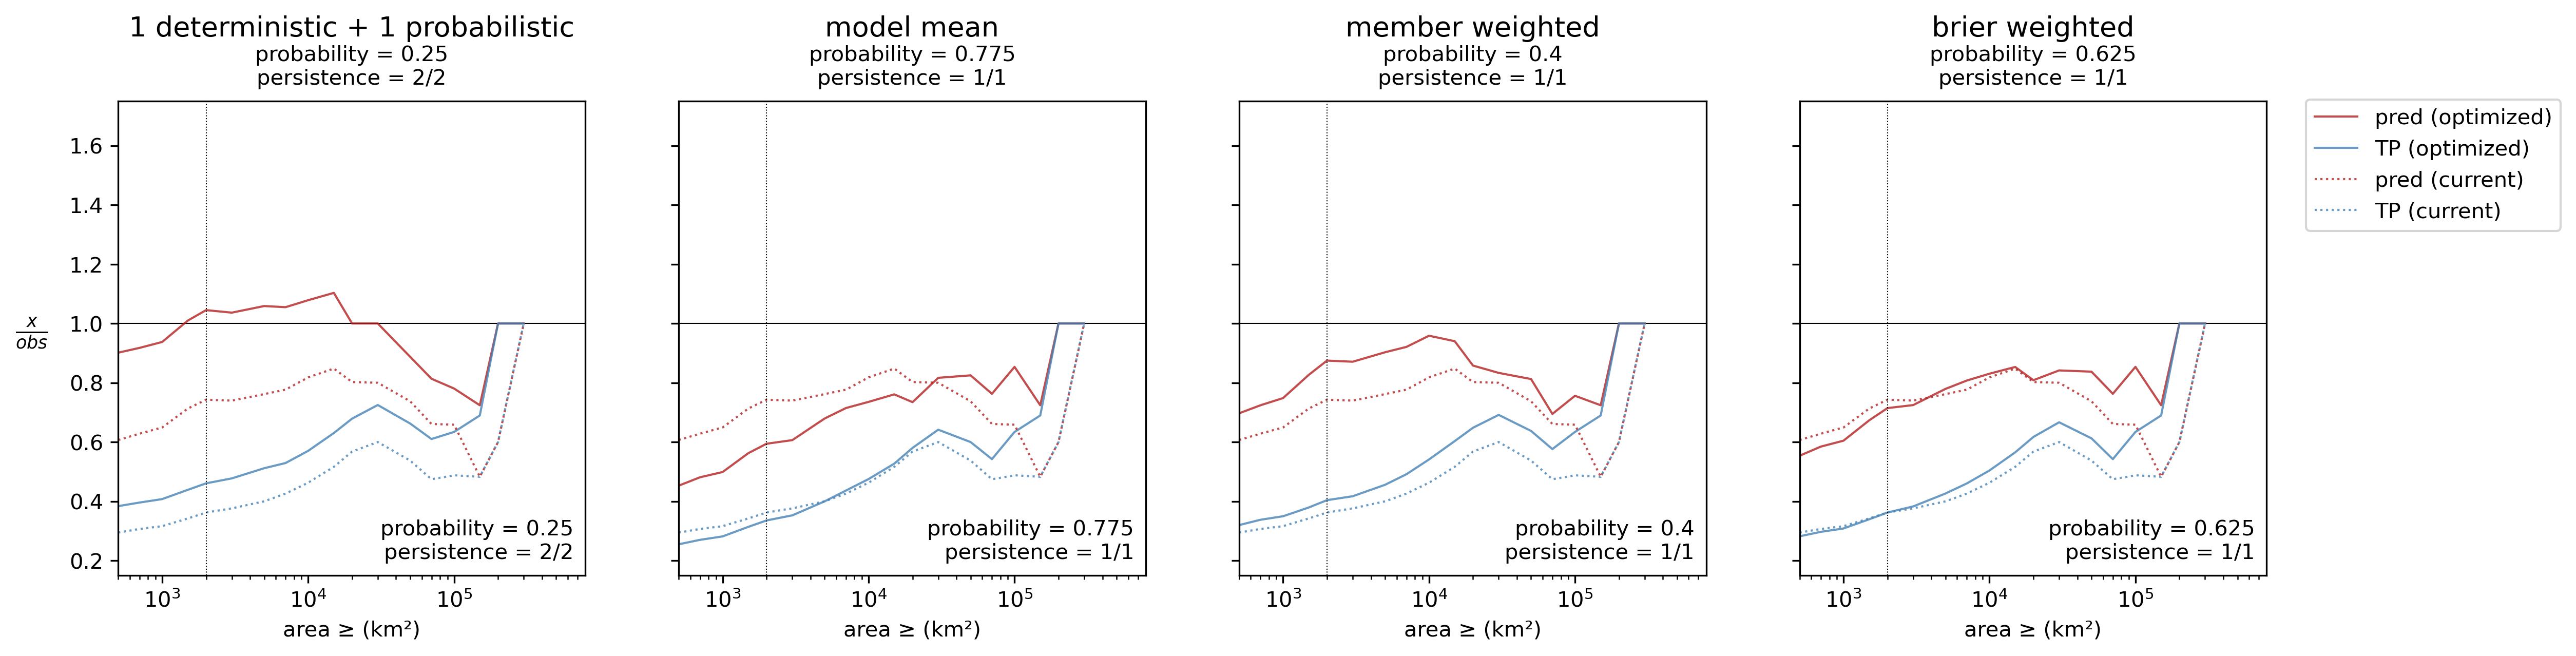 1 deterministic + 1 probabilistic
probability = 0.25
persistence = 2/2
model mean
probability = 0.775
persistence = 1/1
member weighted
probability = 0.4
persistence = 1/1
brier weighted
probability = 0.625
persistence = 1/1
x
obs
1.6
1.4
1.2
1.0
0.8
0.6
0.4
0.2
probability = 0.25
persistence = 2/2
10³
10⁴
10⁵
area ≥ (km²)
probability = 0.775
persistence = 1/1
10³
10⁴
10⁵
area ≥ (km²)
probability = 0.4
persistence = 1/1
10³
10⁴
10⁵
area ≥ (km²)
probability = 0.625
persistence = 1/1
10³
10⁴
10⁵
area ≥ (km²)
pred (optimized)
TP (optimized)
pred (current)
TP (current)